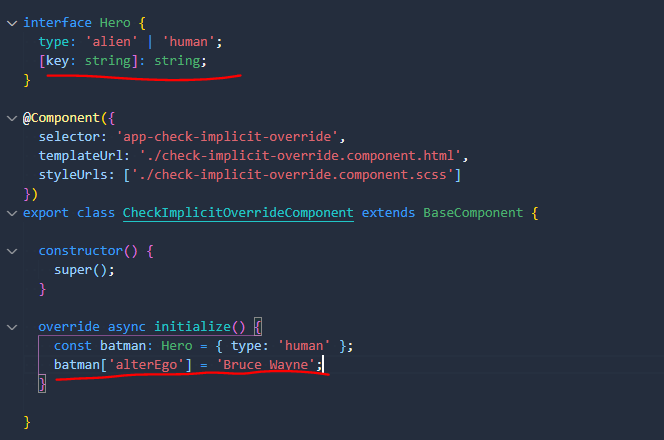 interface Hero {
type: 'alien' | 'human';
[key: string]: string;
}
@Component({
selector: 'app-check-implicit-override',
templateUrl: './check-implicit-override.component.html',
styleUrls: ['./check-implicit-override.component.scss']
})
export class CheckImplicitOverrideComponent extends BaseComponent {
constructor() {
super();
}
override async initialize() {
const batman: Hero = { type: 'human' };
batman['alterEgo'] = 'Bruce Wayne';
}
}